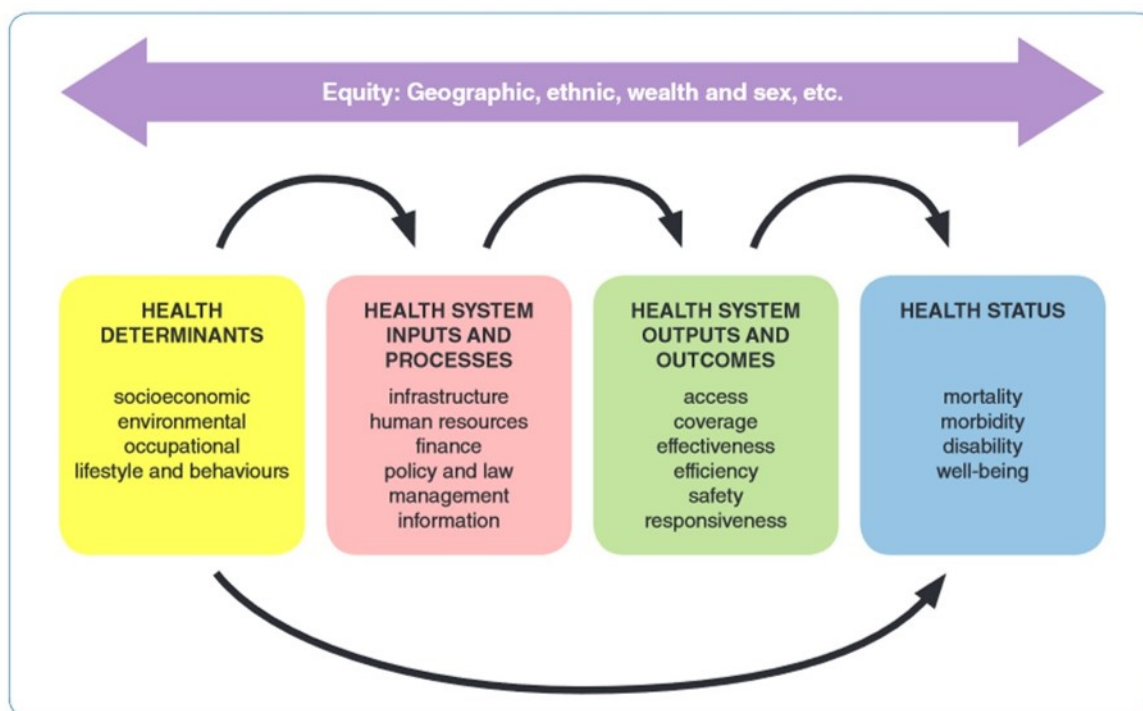 Equity: Geographic, ethnic, wealth and sex, etc.
HEALTH
DETERMINANTS
socioeconomic
environmental
occupational
lifestyle and behaviours
HEALTH SYSTEM
INPUTS AND
PROCESSES
infrastructure
human resources
finance
policy and law
management
information
HEALTH SYSTEM
OUTPUTS AND
OUTCOMES
access
coverage
effectiveness
efficiency
safety
responsiveness
HEALTH STATUS
mortality
morbidity
disability
well-being